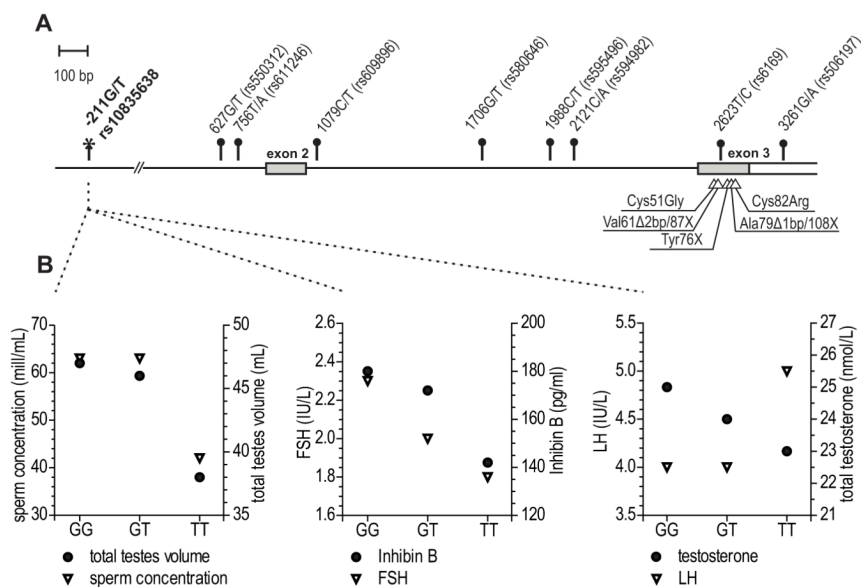 A
100 bp
-211G/T
rs10835638
627G/T (rs550312)
756T/A (rs611246)
1079C/T (rs609896)
1706G/T (rs580646)
1988C/T (rs595496)
2121C/A (rs594982)
2623T/C (rs6169)
3261G/A (rs506197)
exon 2
exon 3
Cys51Gly
Cys82Arg
Val61Δ2bp/87X
Ala79Δ1bp/108X
Tyr76X
B
sperm concentration (mill/mL)
70
60
50
40
30
50
45
40
35
total testes volume (mL)
GG GT TT
total testes volume
sperm concentration
FSH (IU/L)
2.6
2.4
2.2
2.0
1.8
1.6
200
180
160
140
120
Inhibin B (pg/ml)
GG GT TT
Inhibin B
FSH
LH (IU/L)
5.5
5.0
4.5
4.0
3.5
27
26
25
24
23
22
21
total testosterone (nmol/L)
GG GT TT
testosterone
LH